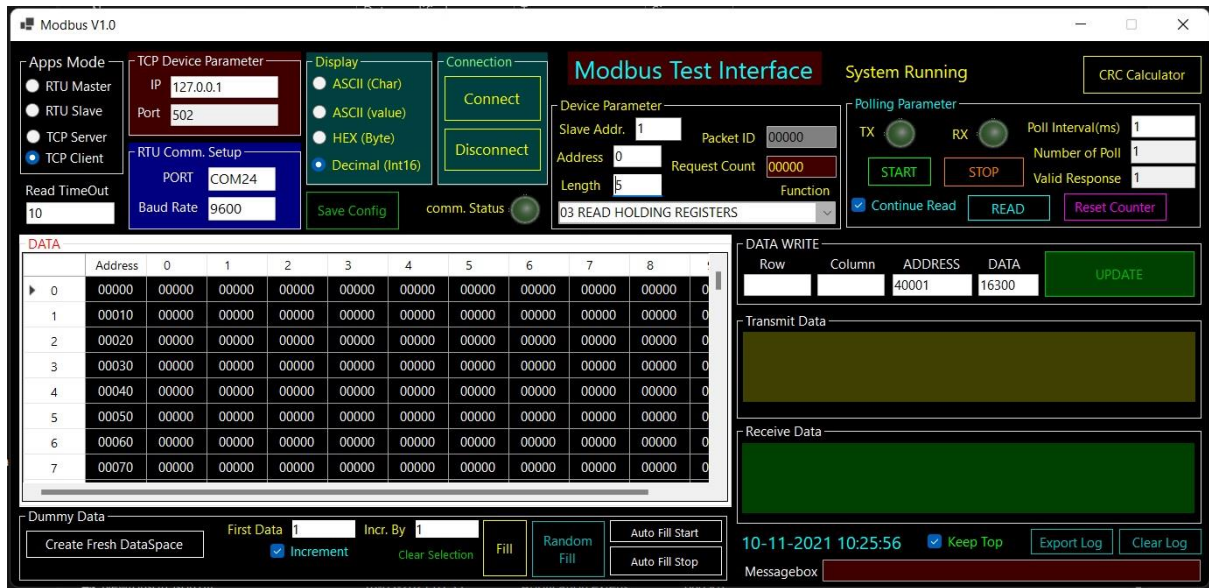 Modbus V1.0
Apps Mode
RTU Master
RTU Slave
TCP Server
TCP Client
Read TimeOut
10
TCP Device Parameter
IP 127.0.0.1
Port 502
RTU Comm. Setup
PORT COM24
Baud Rate 9600
Display
ASCII (Char)
ASCII (value)
HEX (Byte)
Decimal (Int16)
Save Config
Connection
Connect
Disconnect
comm. Status
Modbus Test Interface
Device Parameter
Slave Addr. 1
Packet ID 00000
Address 0
Request Count 00000
Length 5
Function
03 READ HOLDING REGISTERS
System Running
CRC Calculator
Polling Parameter
TX RX
Poll Interval(ms) 1
Number of Poll 1
START STOP
Valid Response 1
Continue Read READ Reset Counter
DATA
Address 0 1 2 3 4 5 6 7 8
0 00000 00000 00000 00000 00000 00000 00000 00000 00000 00000 0
1 00010 00000 00000 00000 00000 00000 00000 00000 00000 00000 0
2 00020 00000 00000 00000 00000 00000 00000 00000 00000 00000 0
3 00030 00000 00000 00000 00000 00000 00000 00000 00000 00000 0
4 00040 00000 00000 00000 00000 00000 00000 00000 00000 00000 0
5 00050 00000 00000 00000 00000 00000 00000 00000 00000 00000 0
6 00060 00000 00000 00000 00000 00000 00000 00000 00000 00000 0
7 00070 00000 00000 00000 00000 00000 00000 00000 00000 00000 0
DATA WRITE
Row Column ADDRESS DATA
40001 16300
UPDATE
Transmit Data
Receive Data
Dummy Data
Create Fresh DataSpace
First Data 1
Incr. By 1
Increment
Clear Selection
Fill
Random
Fill
Auto Fill Start
Auto Fill Stop
10-11-2021 10:25:56
Keep Top
Export Log
Clear Log
Messagebox